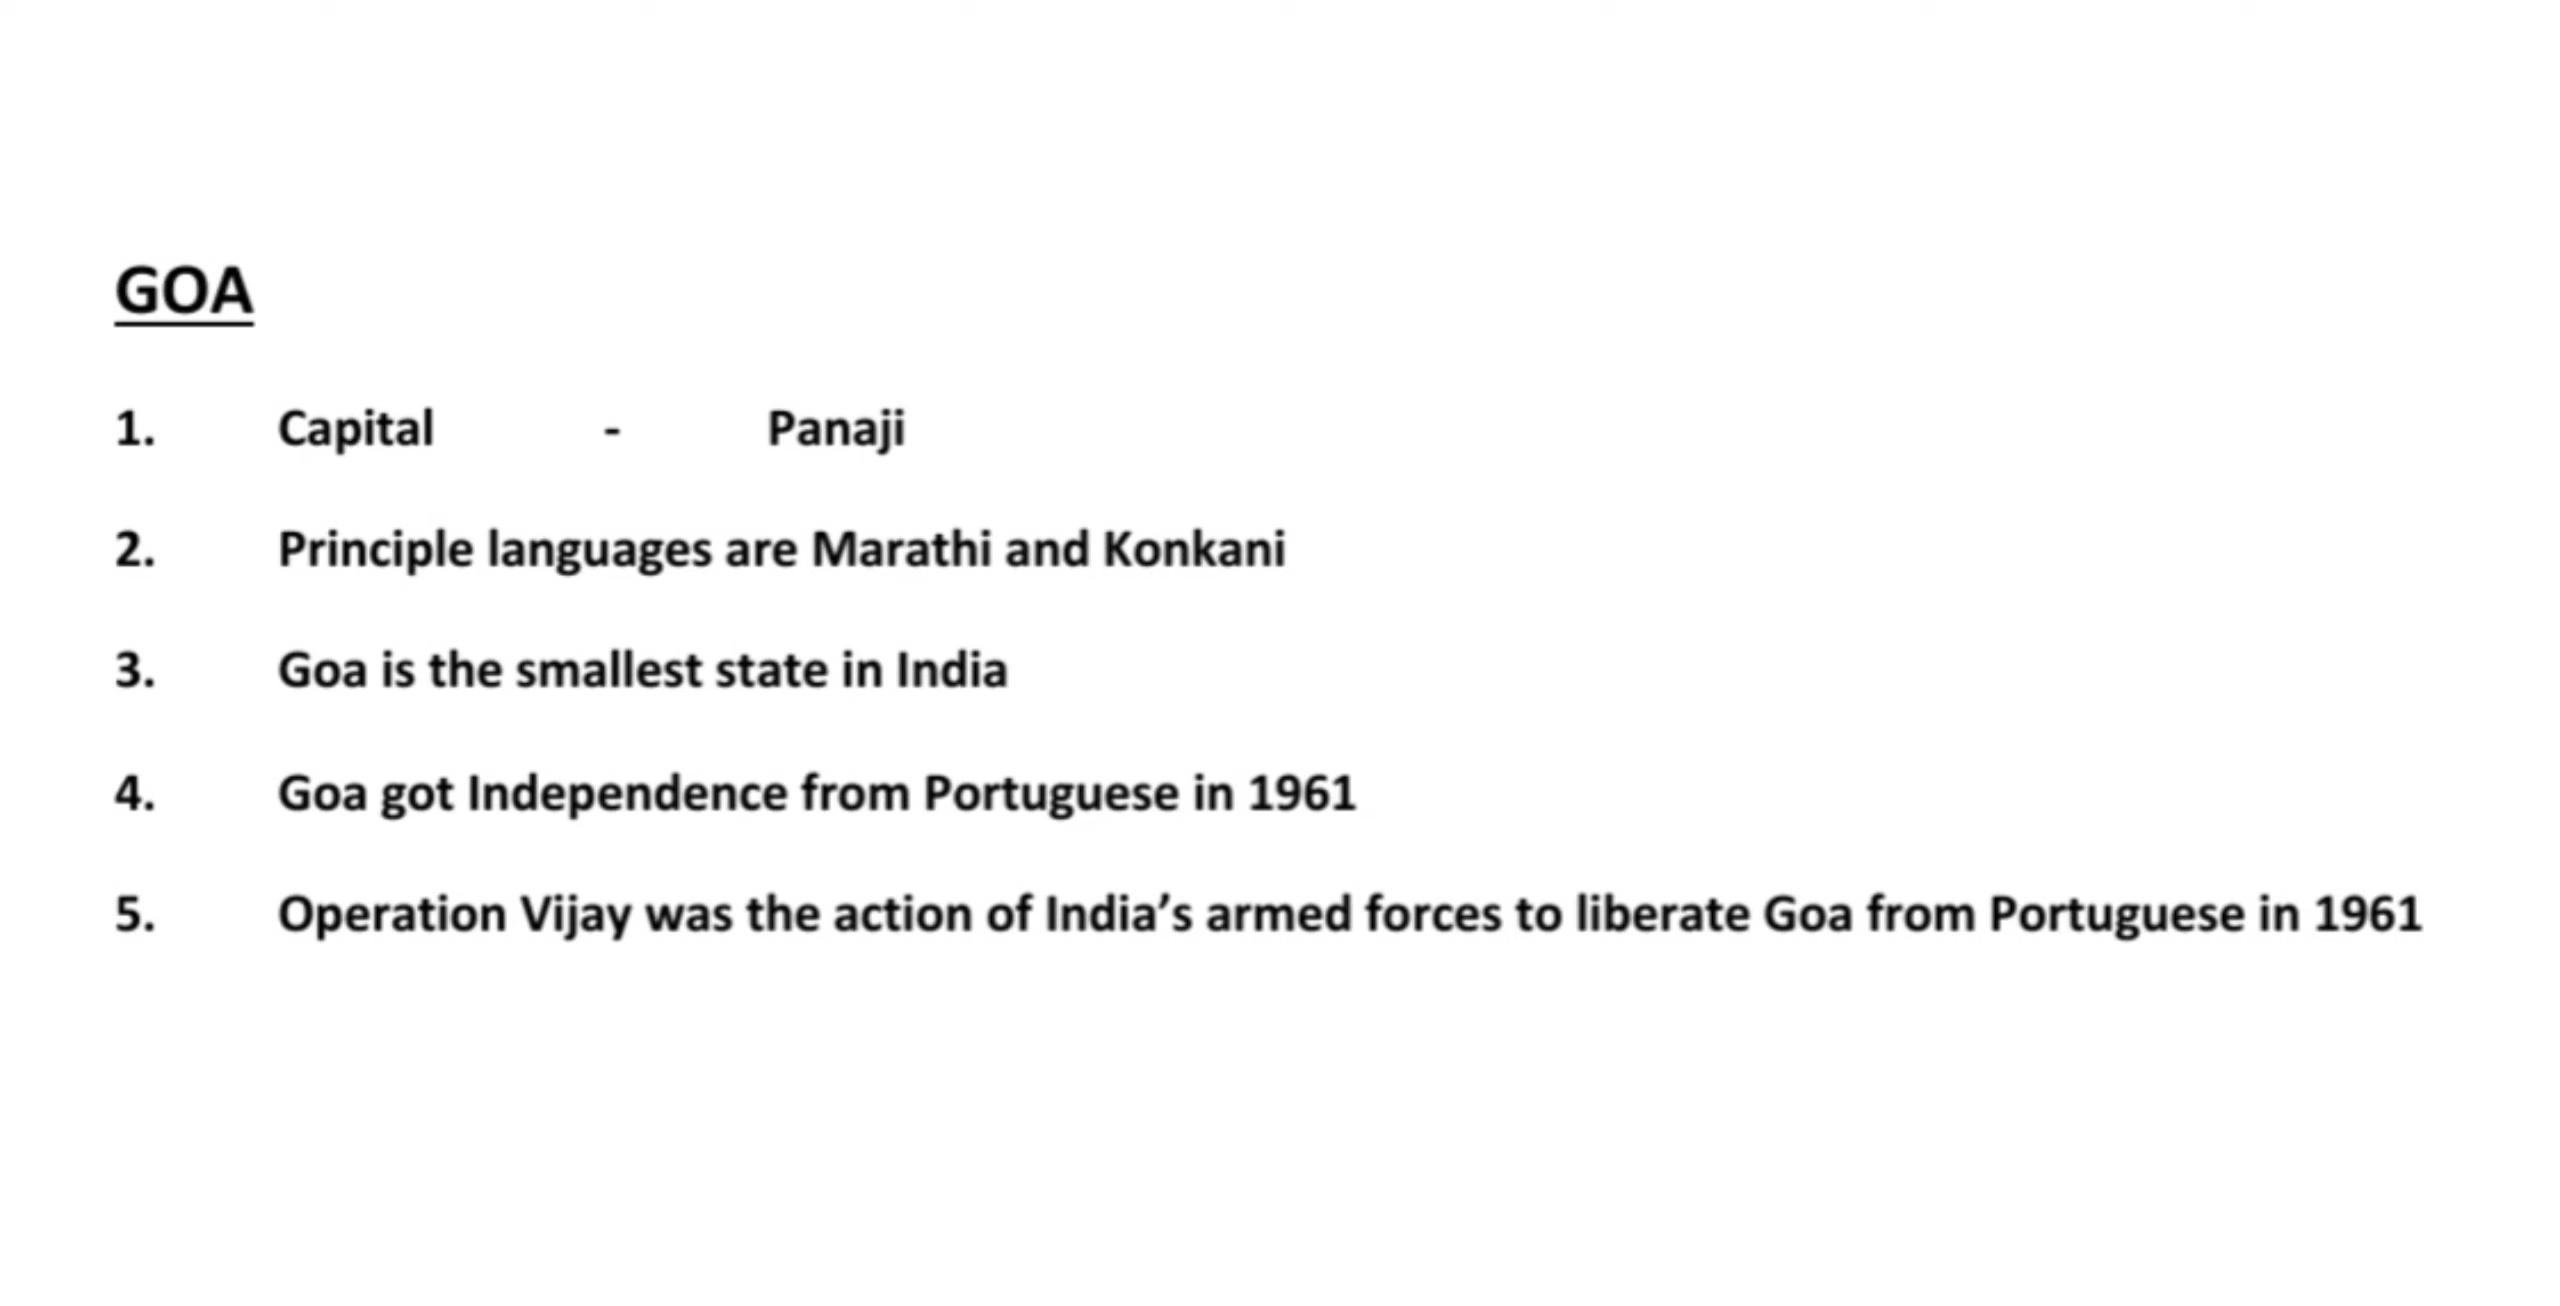 GOA
1. Capital - Panaji
2. Principle languages are Marathi and Konkani
3. Goa is the smallest state in India
4. Goa got Independence from Portuguese in 1961
5. Operation Vijay was the action of India’s armed forces to liberate Goa from Portuguese in 1961